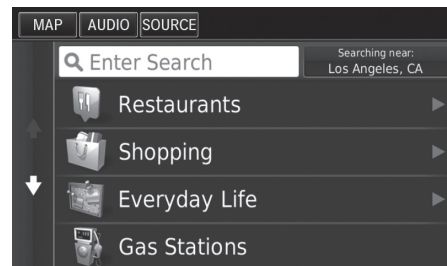 MAP AUDIO SOURCE
Enter Search
Searching near:
Los Angeles, CA
Restaurants
Shopping
Everyday Life
Gas Stations